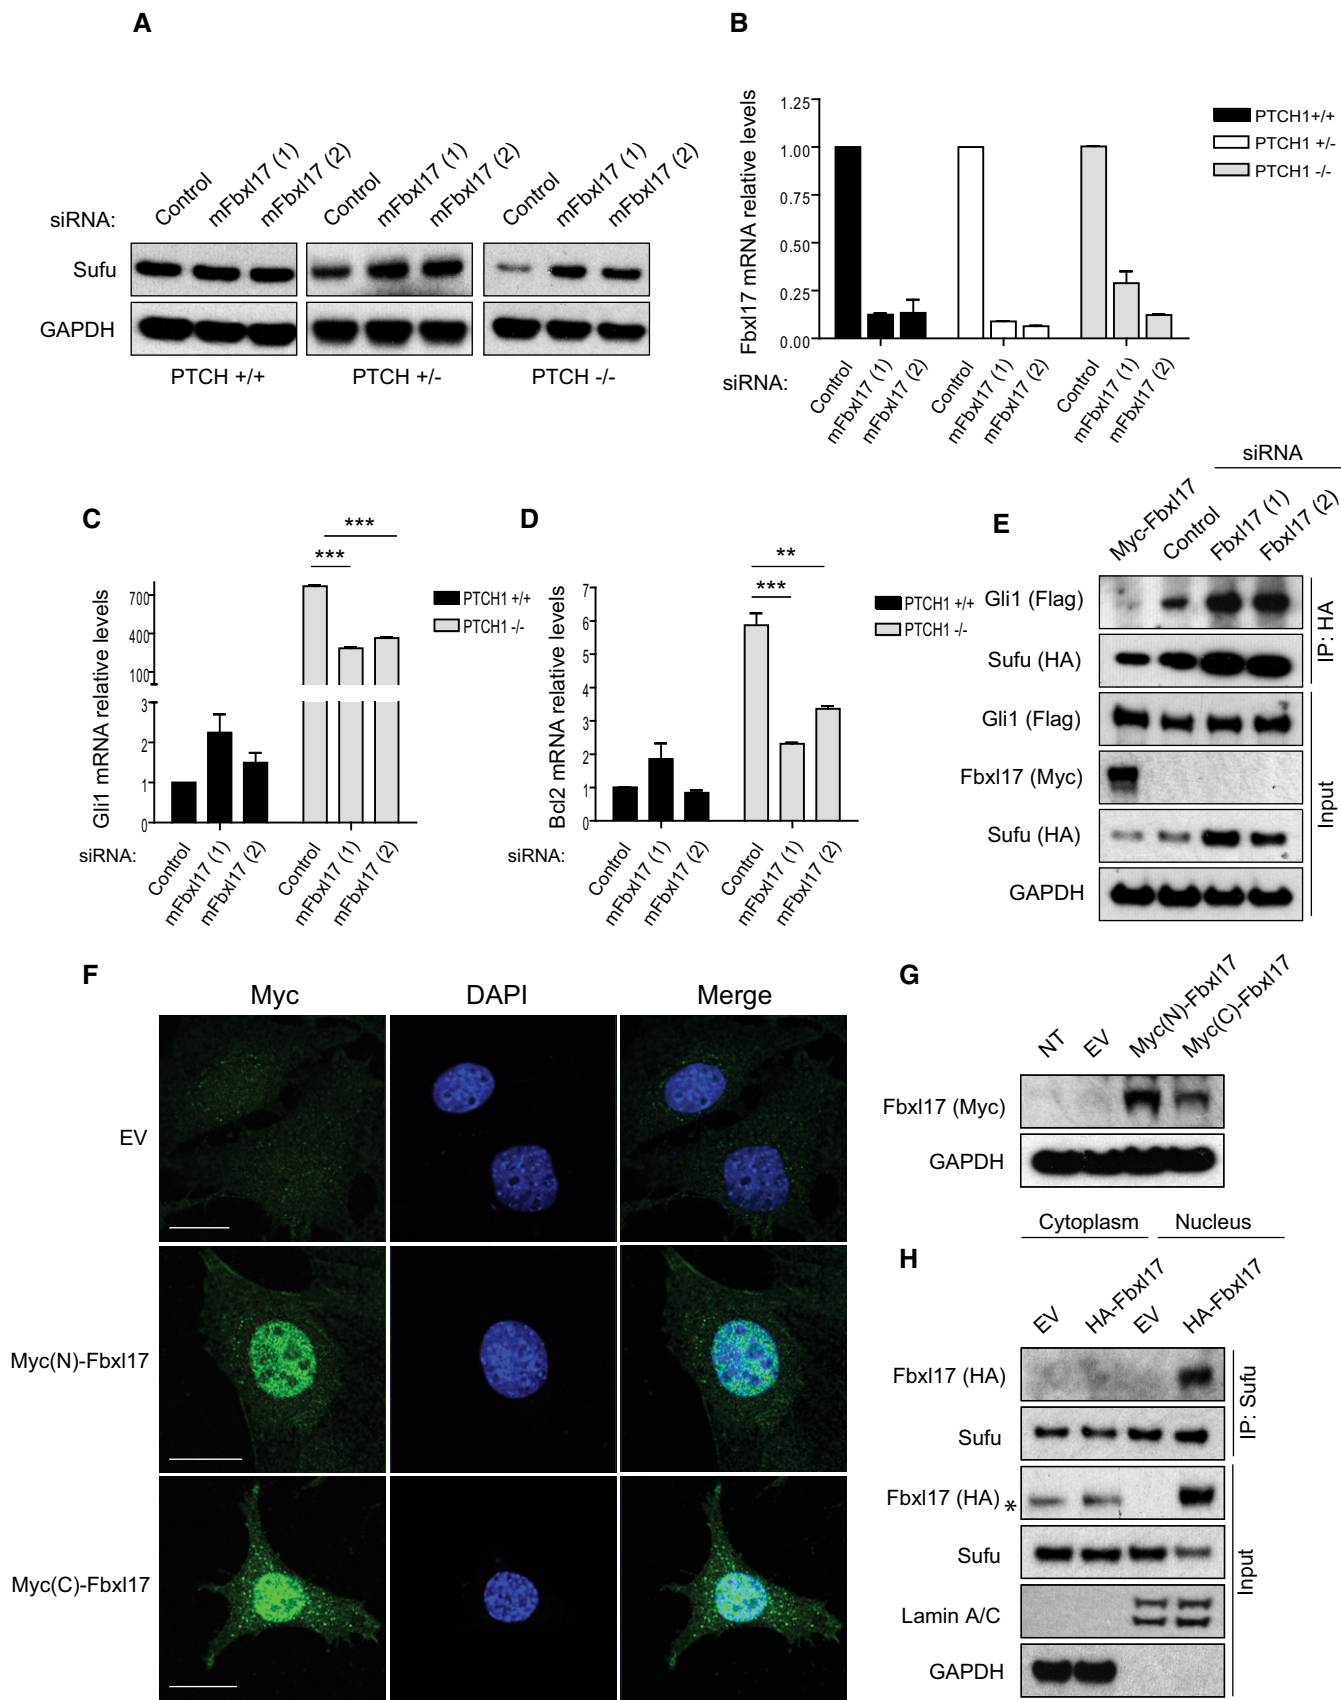 A
siRNA:
Control
mFbxl17 (1)
mFbxl17 (2)
Control
mFbxl17 (1)
mFbxl17 (2)
Control
mFbxl17 (1)
mFbxl17 (2)
Sufu
GAPDH
PTCH +/+
PTCH +/-
PTCH -/-
B
Fbxl17 mRNA relative levels
1.25
1.00
0.75
0.50
0.25
0.00
PTCH1+/+
PTCH1 +/-
PTCH1 -/-
siRNA:
Control
mFbxl17 (1)
mFbxl17 (2)
Control
mFbxl17 (1)
mFbxl17 (2)
Control
mFbxl17 (1)
mFbxl17 (2)
C
Gli1 mRNA relative levels
700
400
100
3
2
1
0
***
***
PTCH1 +/+
PTCH1 -/-
siRNA:
Control
mFbxl17 (1)
mFbxl17 (2)
Control
mFbxl17 (1)
mFbxl17 (2)
D
Bcl2 mRNA relative levels
7
6
5
4
3
2
1
0
**
***
PTCH1 +/+
PTCH1 -/-
siRNA:
Control
mFbxl17 (1)
mFbxl17 (2)
Control
mFbxl17 (1)
mFbxl17 (2)
E
siRNA
Myc-Fbxl17
Control
Fbxl17 (1)
Fbxl17 (2)
Gli1 (Flag)
Sufu (HA)
IP: HA
Gli1 (Flag)
Fbxl17 (Myc)
Sufu (HA)
GAPDH
Input
F
Myc
DAPI
Merge
EV
Myc(N)-Fbxl17
Myc(C)-Fbxl17
G
NT
EV
Myc(N)-Fbxl17
Myc(C)-Fbxl17
Fbxl17 (Myc)
GAPDH
H
Cytoplasm
Nucleus
EV
HA-Fbxl17
EV
HA-Fbxl17
Fbxl17 (HA)
Sufu
IP: Sufu
Fbxl17 (HA) *
Sufu
Lamin A/C
GAPDH
Input